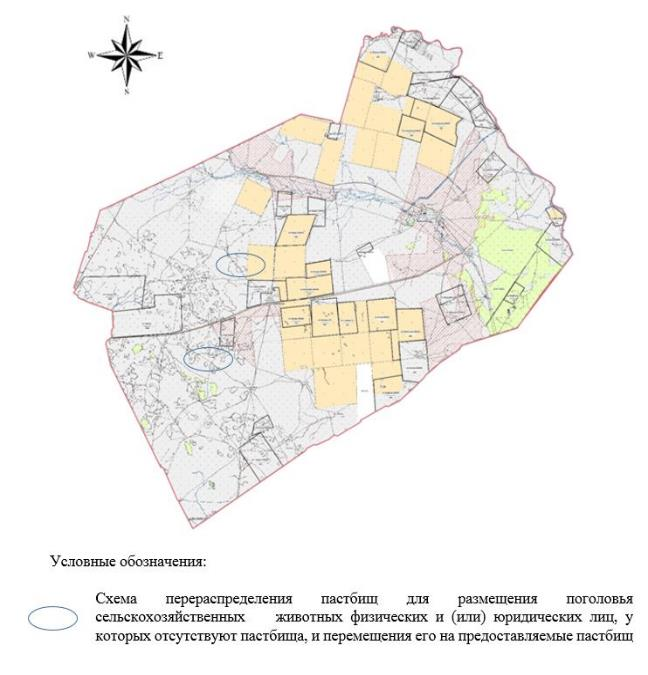 N
W E
N
Условные обозначения:
Схема перераспределения пастбищ для размещения поголовья
сельскохозяйственных животных физических и (или) юридических лиц, у
которых отсутствуют пастбища, и перемещения его на предоставляемые пастбищ